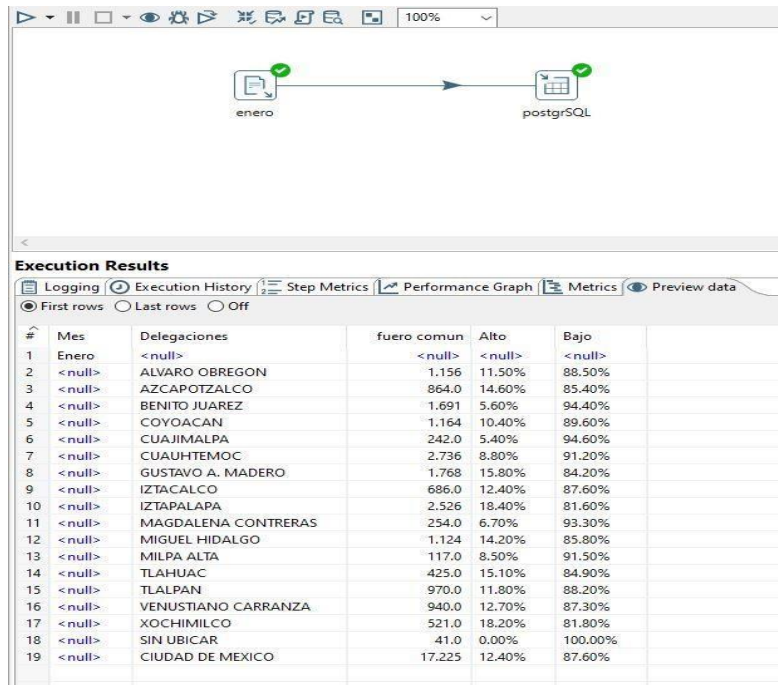 100%
enero
postgrSQL
Execution Results
Logging Execution History Step Metrics Performance Graph Metrics Preview data
First rows Last rows Off
# Mes Delegaciones fuero comun Alto Bajo
1 Enero <null> <null> <null> <null>
2 <null> ALVARO OBREGON 1.156 11.50% 88.50%
3 <null> AZCAPOTZALCO 864.0 14.60% 85.40%
4 <null> BENITO JUAREZ 1.691 5.60% 94.40%
5 <null> COYOACAN 1.164 10.40% 89.60%
6 <null> CUAJIMALPA 242.0 5.40% 94.60%
7 <null> CUAUHTEMOC 2.736 8.80% 91.20%
8 <null> GUSTAVO A. MADERO 1.768 15.80% 84.20%
9 <null> IZTACALCO 686.0 12.40% 87.60%
10 <null> IZTAPALAPA 2.526 18.40% 81.60%
11 <null> MAGDALENA CONTRERAS 254.0 6.70% 93.30%
12 <null> MIGUEL HIDALGO 1.124 14.20% 85.80%
13 <null> MILPA ALTA 117.0 8.50% 91.50%
14 <null> TLAHUAC 425.0 15.10% 84.90%
15 <null> TLALPAN 970.0 11.80% 88.20%
16 <null> VENUSTIANO CARRANZA 940.0 12.70% 87.30%
17 <null> XOCHIMILCO 521.0 18.20% 81.80%
18 <null> SIN UBICAR 41.0 0.00% 100.00%
19 <null> CIUDAD DE MEXICO 17.225 12.40% 87.60%